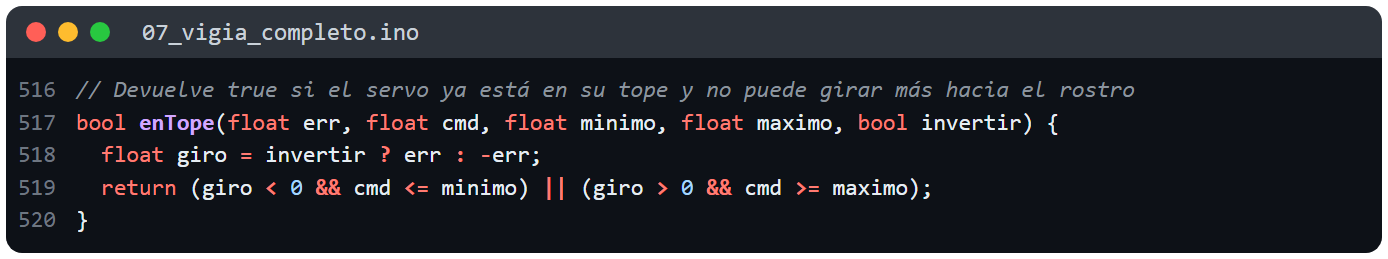 07_vigia_completo.ino
516 // Devuelve true si el servo ya está en su tope y no puede girar más hacia el rostro
517 bool enTope(float err, float cmd, float minimo, float maximo, bool invertir) {
518   float giro = invertir ? err : -err;
519   return (giro < 0 && cmd <= minimo) || (giro > 0 && cmd >= maximo);
520 }